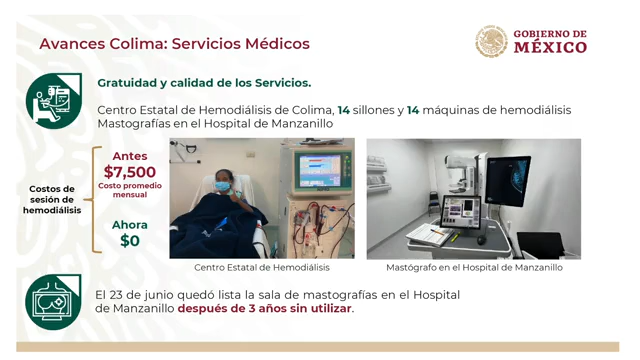 Avances Colima: Servicios Médicos
GOBIERNO DE
MÉXICO
Gratuidad y calidad de los Servicios.
Centro Estatal de Hemodiálisis de Colima, 14 sillones y 14 máquinas de hemodiálisis
Mastografías en el Hospital de Manzanillo
Costos de
sesión de
hemodiálisis
Antes
$7,500
Costo promedio
mensual
Ahora
$0
Centro Estatal de Hemodiálisis
Mastógrafo en el Hospital de Manzanillo
El 23 de junio quedó lista la sala de mastografías en el Hospital
de Manzanillo después de 3 años sin utilizar.